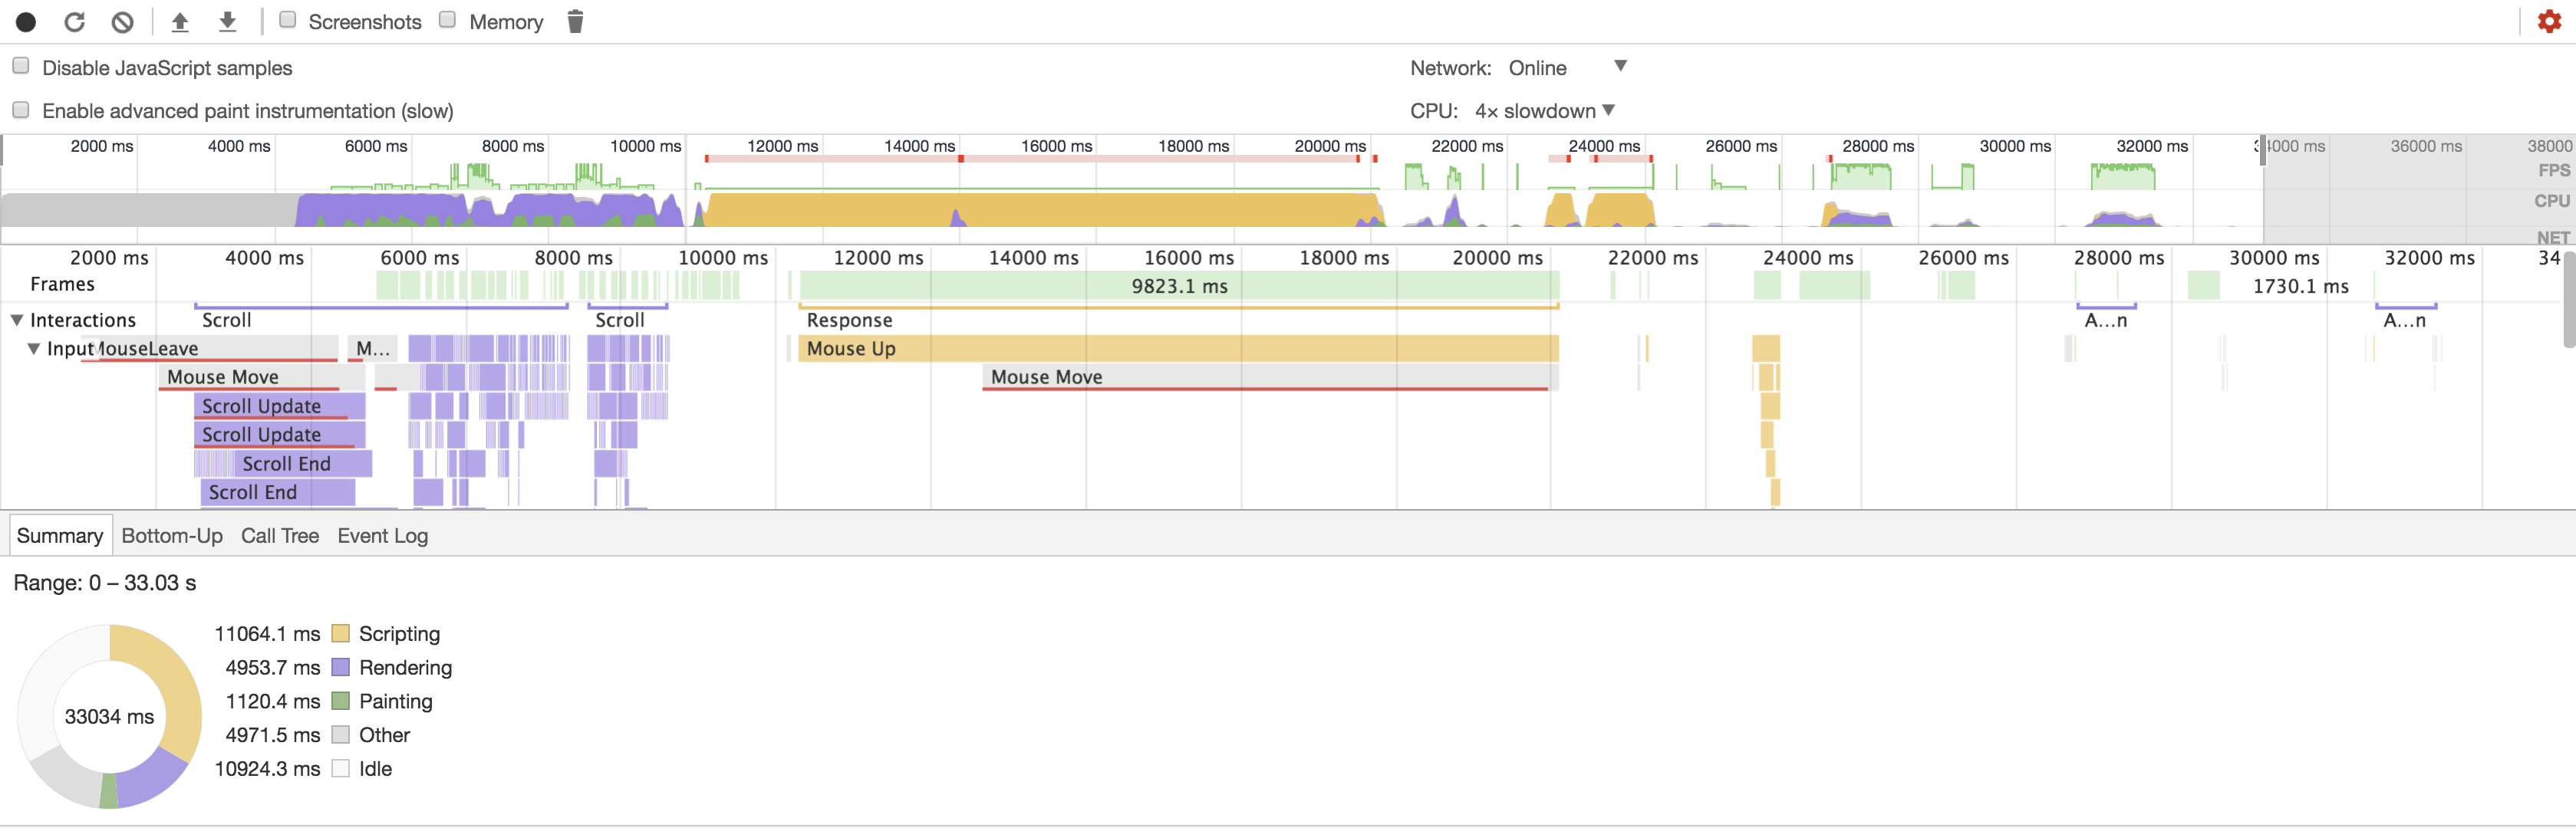 Screenshots Memory
Disable JavaScript samples Network: Online
Enable advanced paint instrumentation (slow) CPU: 4× slowdown
2000 ms 4000 ms 6000 ms 8000 ms 10000 ms 12000 ms 14000 ms 16000 ms 18000 ms 20000 ms 22000 ms 24000 ms 26000 ms 28000 ms 30000 ms 32000 ms 4000 ms 36000 ms 38000
FPS
CPU
NET
2000 ms 4000 ms 6000 ms 8000 ms 10000 ms 12000 ms 14000 ms 16000 ms 18000 ms 20000 ms 22000 ms 24000 ms 26000 ms 28000 ms 30000 ms 32000 ms 34
Frames 9823.1 ms 1730.1 ms
Interactions Scroll Scroll Response A...n A...n
Input MouseLeave M... Mouse Up
Mouse Move Mouse Move
Scroll Update
Scroll Update
Scroll End
Scroll End
Summary Bottom-Up Call Tree Event Log
Range: 0 – 33.03 s
11064.1 ms Scripting
4953.7 ms Rendering
33034 ms
1120.4 ms Painting
4971.5 ms Other
10924.3 ms Idle